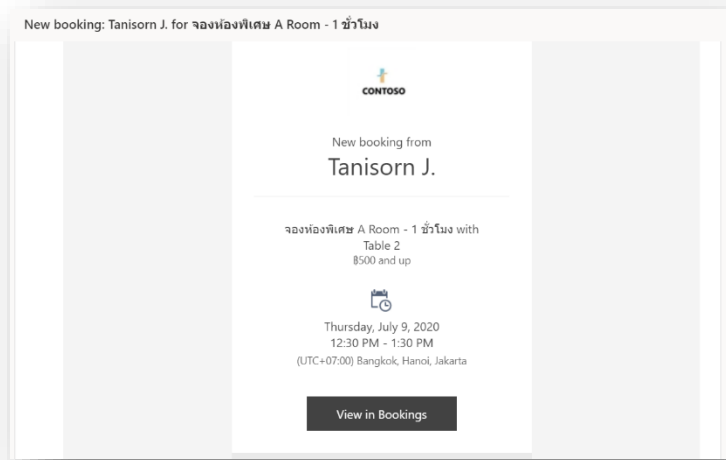 New booking: Tanisorn J. for จองห้องพิเศษ A Room - 1 ชั่วโมง
CONTOSO
New booking from
Tanisorn J.
จองห้องพิเศษ A Room - 1 ชั่วโมง with
Table 2
฿500 and up
Thursday, July 9, 2020
12:30 PM - 1:30 PM
(UTC+07:00) Bangkok, Hanoi, Jakarta
View in Bookings